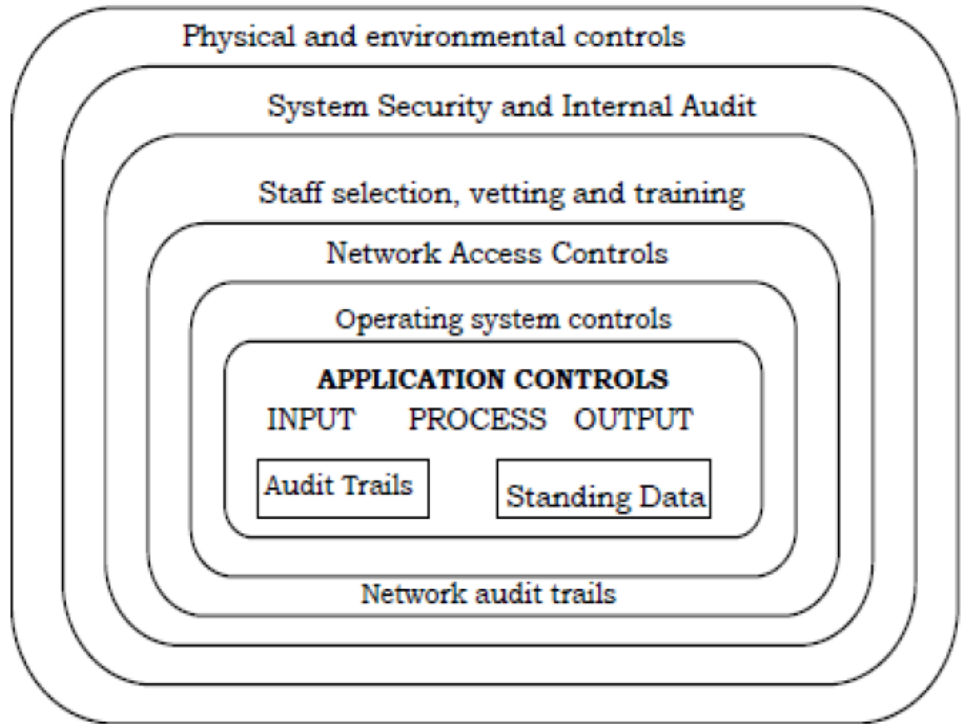 Physical and environmental controls
System Security and Internal Audit
Staff selection, vetting and training
Network Access Controls
Operating system controls
APPLICATION CONTROLS
INPUT PROCESS OUTPUT
Audit Trails Standing Data
Network audit trails